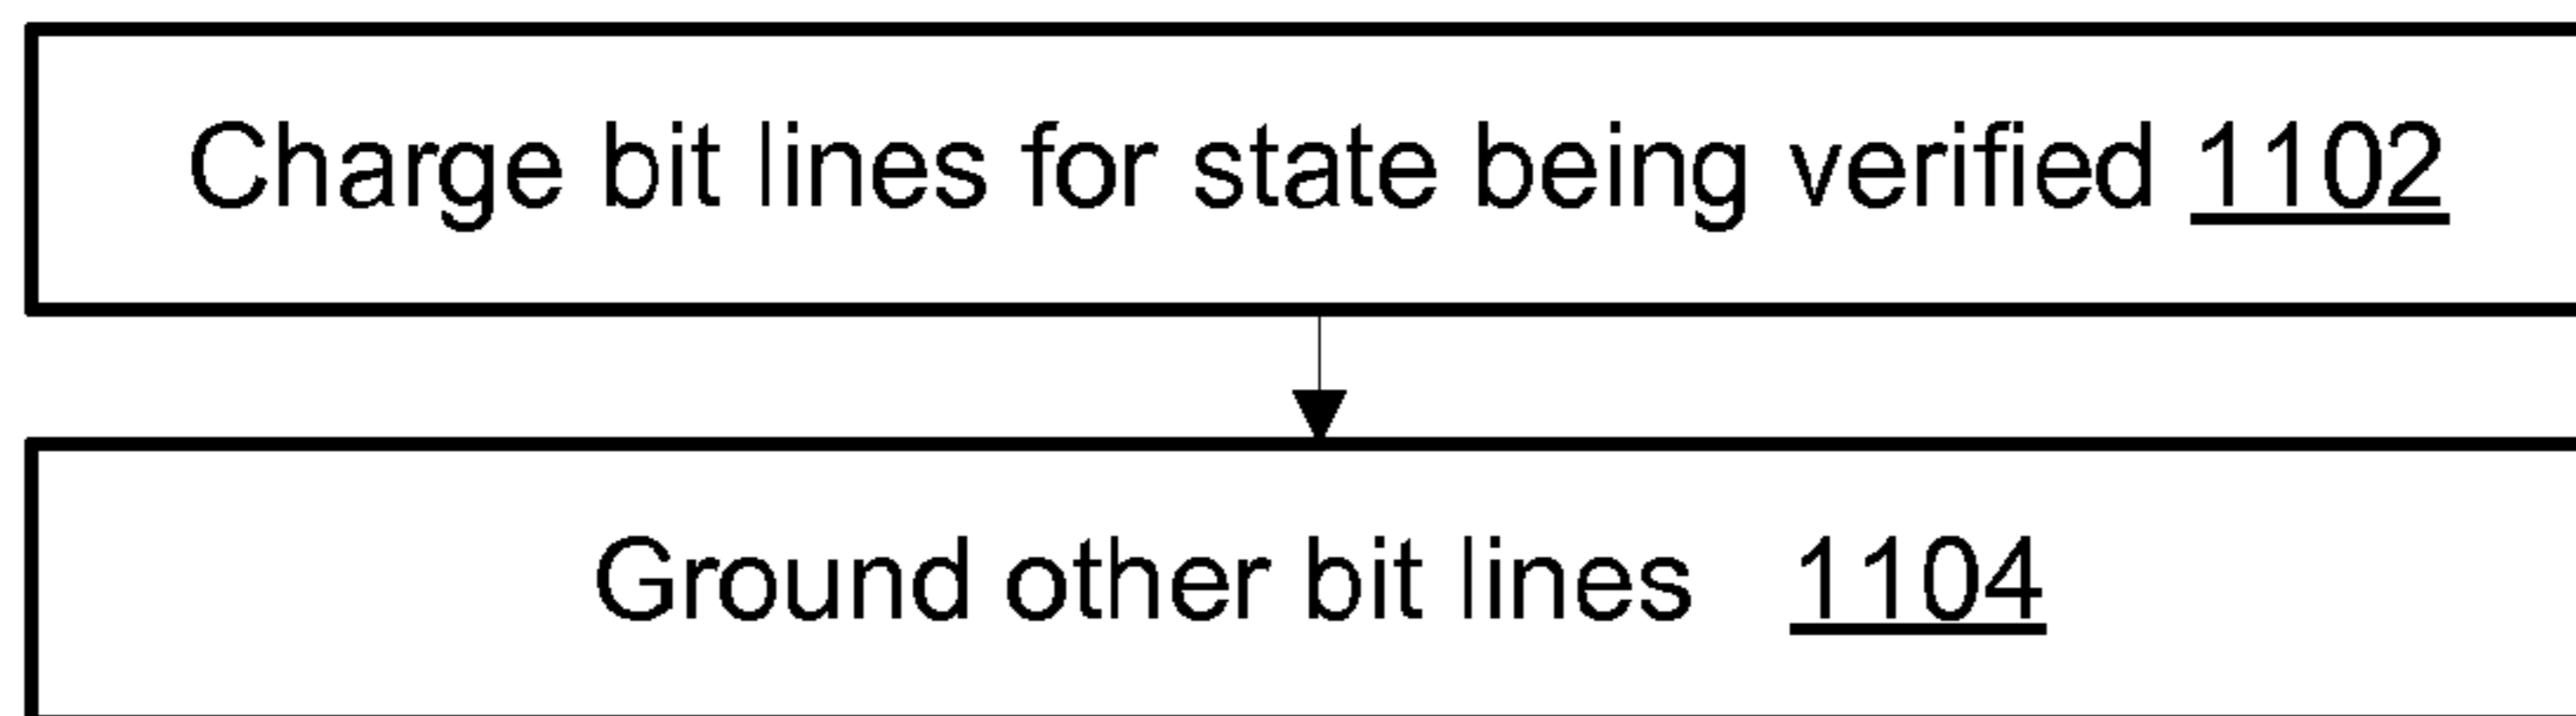 Charge bit lines for state being verified 1102
Ground other bit lines 1104